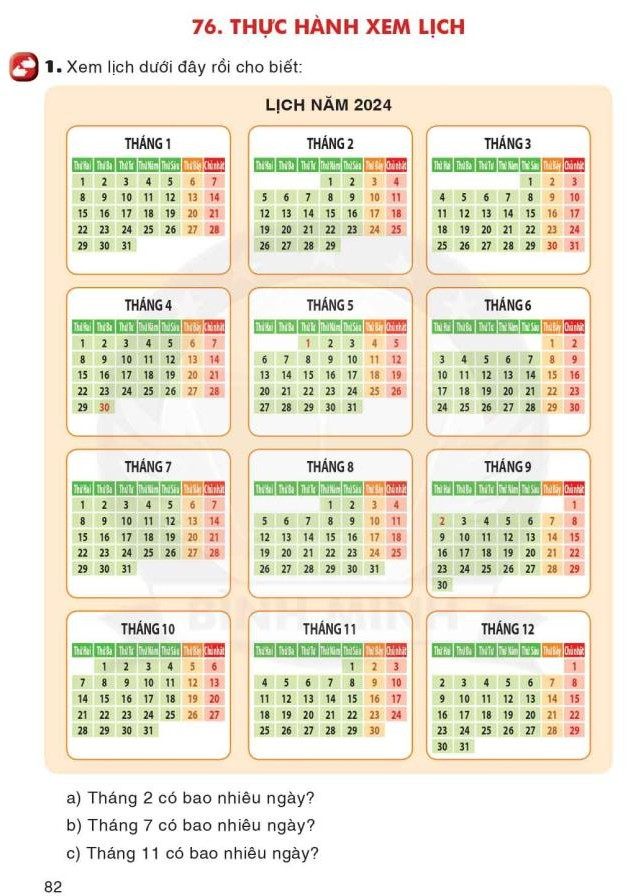 76. THỰC HÀNH XEM LỊCH
1. Xem lịch dưới đây rồi cho biết:
LỊCH NĂM 2024
THÁNG 1
Thứ Hai Thứ Ba Thứ Tư Thứ Năm Thứ Sáu Thứ Bảy Chủ nhật
1 2 3 4 5 6 7
8 9 10 11 12 13 14
15 16 17 18 19 20 21
22 23 24 25 26 27 28
29 30 31
THÁNG 2
Thứ Hai Thứ Ba Thứ Tư Thứ Năm Thứ Sáu Thứ Bảy Chủ nhật
1 2 3 4
5 6 7 8 9 10 11
12 13 14 15 16 17 18
19 20 21 22 23 24 25
26 27 28 29
THÁNG 3
Thứ Hai Thứ Ba Thứ Tư Thứ Năm Thứ Sáu Thứ Bảy Chủ nhật
1 2 3
4 5 6 7 8 9 10
11 12 13 14 15 16 17
18 19 20 21 22 23 24
25 26 27 28 29 30 31
THÁNG 4
Thứ Hai Thứ Ba Thứ Tư Thứ Năm Thứ Sáu Thứ Bảy Chủ nhật
1 2 3 4 5 6 7
8 9 10 11 12 13 14
15 16 17 18 19 20 21
22 23 24 25 26 27 28
29 30
THÁNG 5
Thứ Hai Thứ Ba Thứ Tư Thứ Năm Thứ Sáu Thứ Bảy Chủ nhật
1 2 3 4 5
6 7 8 9 10 11 12
13 14 15 16 17 18 19
20 21 22 23 24 25 26
27 28 29 30 31
THÁNG 6
Thứ Hai Thứ Ba Thứ Tư Thứ Năm Thứ Sáu Thứ Bảy Chủ nhật
1 2
3 4 5 6 7 8 9
10 11 12 13 14 15 16
17 18 19 20 21 22 23
24 25 26 27 28 29 30
THÁNG 7
Thứ Hai Thứ Ba Thứ Tư Thứ Năm Thứ Sáu Thứ Bảy Chủ nhật
1 2 3 4 5 6 7
8 9 10 11 12 13 14
15 16 17 18 19 20 21
22 23 24 25 26 27 28
29 30 31
THÁNG 8
Thứ Hai Thứ Ba Thứ Tư Thứ Năm Thứ Sáu Thứ Bảy Chủ nhật
1 2 3 4
5 6 7 8 9 10 11
12 13 14 15 16 17 18
19 20 21 22 23 24 25
26 27 28 29 30 31
THÁNG 9
Thứ Hai Thứ Ba Thứ Tư Thứ Năm Thứ Sáu Thứ Bảy Chủ nhật
1
2 3 4 5 6 7 8
9 10 11 12 13 14 15
16 17 18 19 20 21 22
23 24 25 26 27 28 29
30
BÌNH MINH
THÁNG 10
Thứ Hai Thứ Ba Thứ Tư Thứ Năm Thứ Sáu Thứ Bảy Chủ nhật
1 2 3 4 5 6
7 8 9 10 11 12 13
14 15 16 17 18 19 20
21 22 23 24 25 26 27
28 29 30 31
THÁNG 11
Thứ Hai Thứ Ba Thứ Tư Thứ Năm Thứ Sáu Thứ Bảy Chủ nhật
1 2 3
4 5 6 7 8 9 10
11 12 13 14 15 16 17
18 19 20 21 22 23 24
25 26 27 28 29 30
THÁNG 12
Thứ Hai Thứ Ba Thứ Tư Thứ Năm Thứ Sáu Thứ Bảy Chủ nhật
1
2 3 4 5 6 7 8
9 10 11 12 13 14 15
16 17 18 19 20 21 22
23 24 25 26 27 28 29
30 31
a) Tháng 2 có bao nhiêu ngày?
b) Tháng 7 có bao nhiêu ngày?
c) Tháng 11 có bao nhiêu ngày?
82